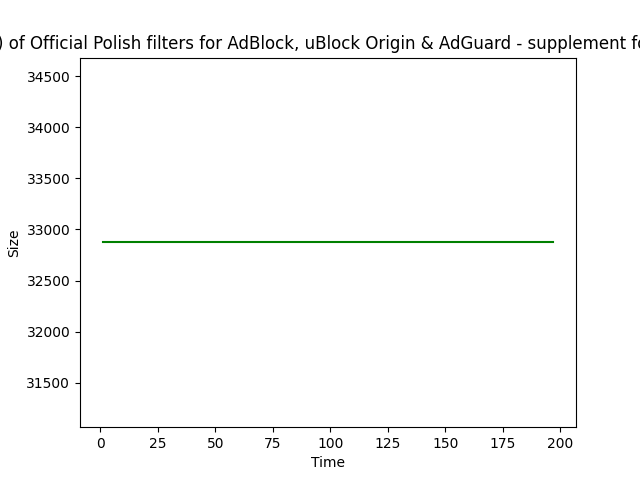 ) of Official Polish filters for AdBlock, uBlock Origin & AdGuard - supplement fo
34500
34000
33500
33000
32500
32000
31500
Size
0 25 50 75 100 125 150 175 200
Time